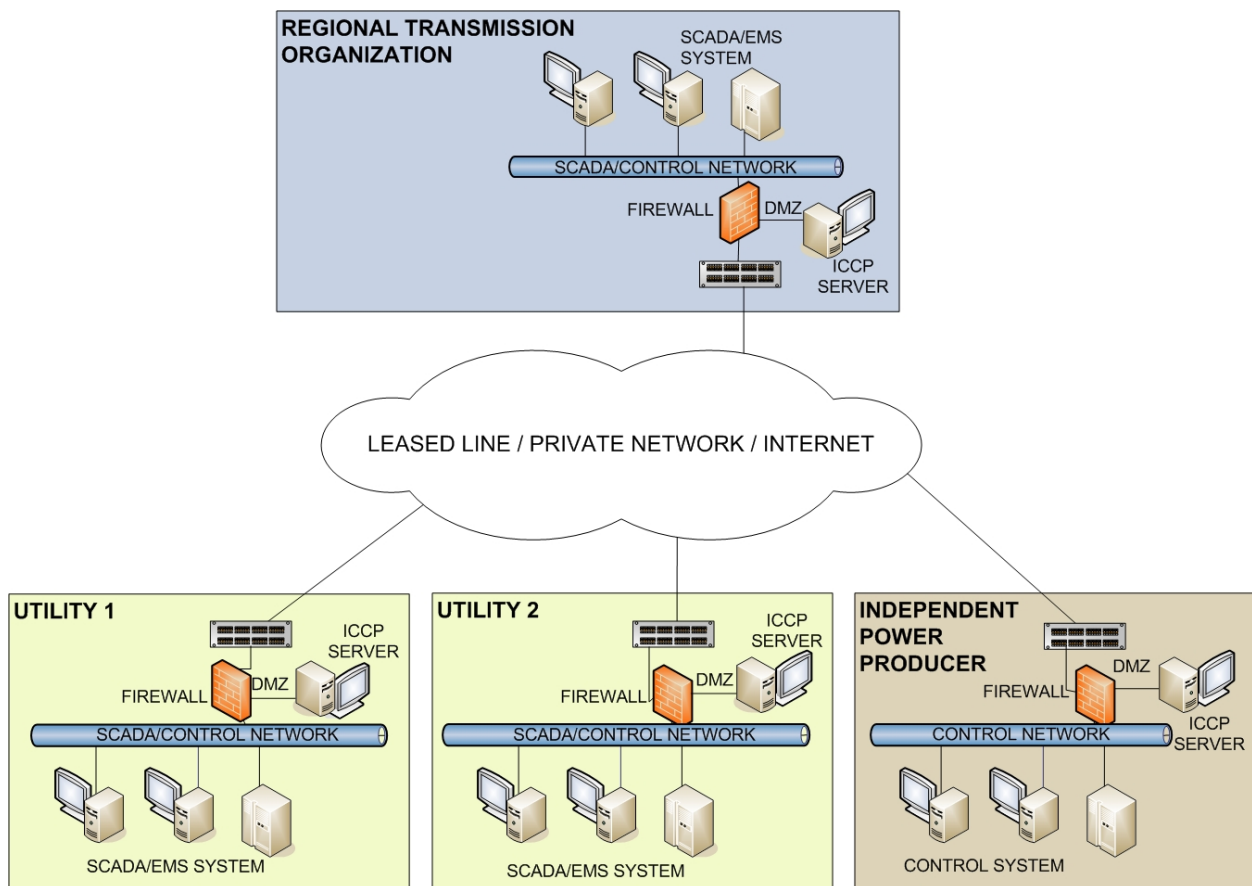 REGIONAL TRANSMISSION
ORGANIZATION
SCADA/EMS
SYSTEM
SCADA/CONTROL NETWORK
FIREWALL
DMZ
ICCP
SERVER
LEASED LINE / PRIVATE NETWORK / INTERNET
UTILITY 1
ICCP
SERVER
DMZ
FIREWALL
SCADA/CONTROL NETWORK
SCADA/EMS SYSTEM
UTILITY 2
ICCP
SERVER
DMZ
FIREWALL
SCADA/CONTROL NETWORK
SCADA/EMS SYSTEM
INDEPENDENT
POWER
PRODUCER
DMZ
FIREWALL
ICCP
SERVER
CONTROL NETWORK
CONTROL SYSTEM